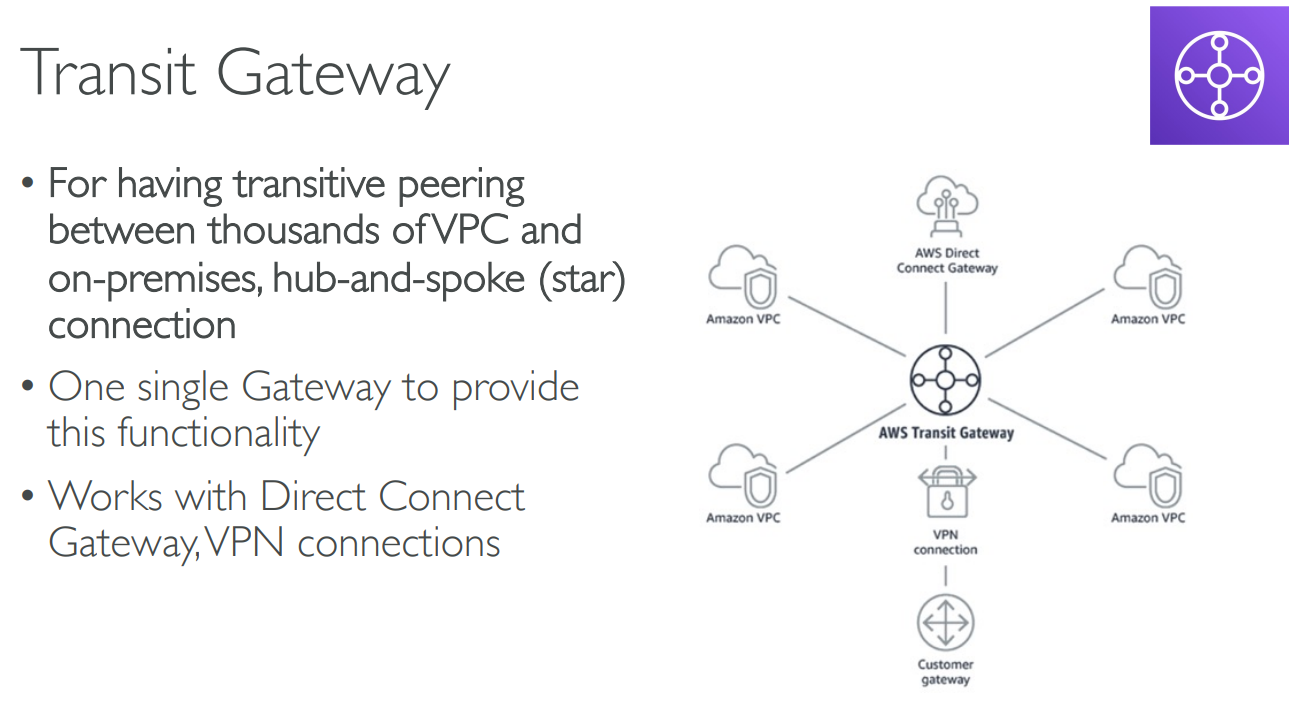 Transit Gateway
• For having transitive peering
between thousands of VPC and
on-premises, hub-and-spoke (star)
connection
• One single Gateway to provide
this functionality
• Works with Direct Connect
Gateway, VPN connections
AWS Direct
Connect Gateway
Amazon VPC
Amazon VPC
AWS Transit Gateway
Amazon VPC
Amazon VPC
VPN
connection
Customer
gateway